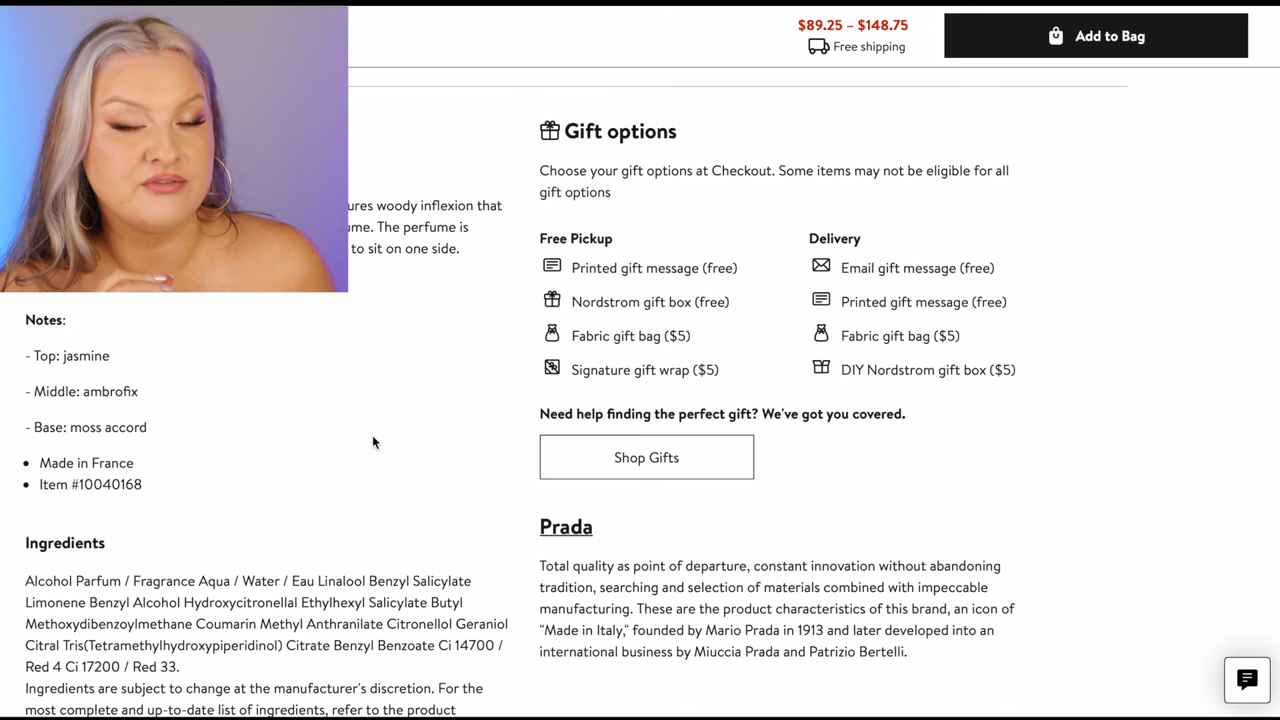 $89.25 – $148.75
Free shipping
Add to Bag
ures woody inflexion that
me. The perfume is
to sit on one side.
Notes:
- Top: jasmine
- Middle: ambrofix
- Base: moss accord
Made in France
Item #10040168
Ingredients
Alcohol Parfum / Fragrance Aqua / Water / Eau Linalool Benzyl Salicylate
Limonene Benzyl Alcohol Hydroxycitronellal Ethylhexyl Salicylate Butyl
Methoxydibenzoylmethane Coumarin Methyl Anthranilate Citronellol Geraniol
Citral Tris(Tetramethylhydroxypiperidinol) Citrate Benzyl Benzoate Ci 14700 /
Red 4 Ci 17200 / Red 33.
Ingredients are subject to change at the manufacturer's discretion. For the
most complete and up-to-date list of ingredients, refer to the product
Gift options
Choose your gift options at Checkout. Some items may not be eligible for all
gift options
Free Pickup
Printed gift message (free)
Nordstrom gift box (free)
Fabric gift bag ($5)
Signature gift wrap ($5)
Delivery
Email gift message (free)
Printed gift message (free)
Fabric gift bag ($5)
DIY Nordstrom gift box ($5)
Need help finding the perfect gift? We've got you covered.
Shop Gifts
Prada
Total quality as point of departure, constant innovation without abandoning
tradition, searching and selection of materials combined with impeccable
manufacturing. These are the product characteristics of this brand, an icon of
"Made in Italy," founded by Mario Prada in 1913 and later developed into an
international business by Miuccia Prada and Patrizio Bertelli.